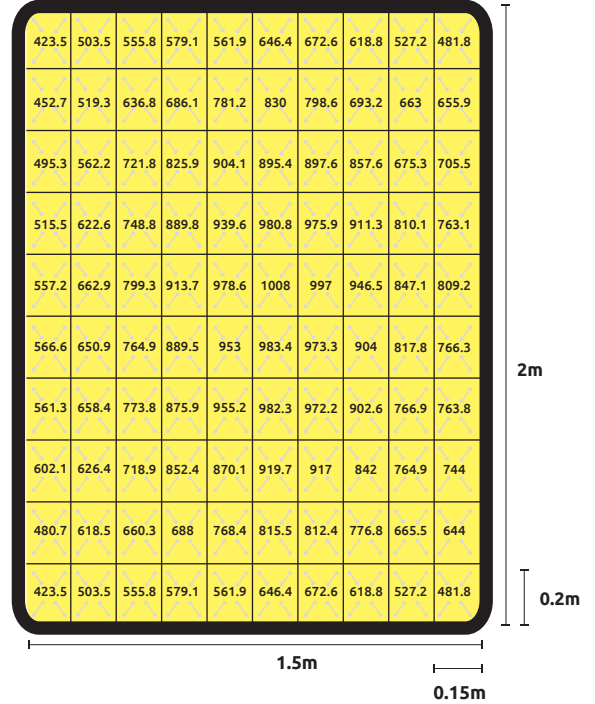 423.5 503.5 555.8 579.1 561.9 646.4 672.6 618.8 527.2 481.8
452.7 519.3 636.8 686.1 781.2 830 798.6 693.2 663 655.9
495.3 562.2 721.8 825.9 904.1 895.4 897.6 857.6 675.3 705.5
515.5 622.6 748.8 889.8 939.6 980.8 975.9 911.3 810.1 763.1
557.2 662.9 799.3 913.7 978.6 1008 997 946.5 847.1 809.2
566.6 650.9 764.9 889.5 953 983.4 973.3 904 817.8 766.3
2m
561.3 658.4 773.8 875.9 955.2 982.3 972.2 902.6 766.9 763.8
602.1 626.4 718.9 852.4 870.1 919.7 917 842 764.9 744
480.7 618.5 660.3 688 768.4 815.5 812.4 776.8 665.5 644
423.5 503.5 555.8 579.1 561.9 646.4 672.6 618.8 527.2 481.8
0.2m
1.5m
0.15m